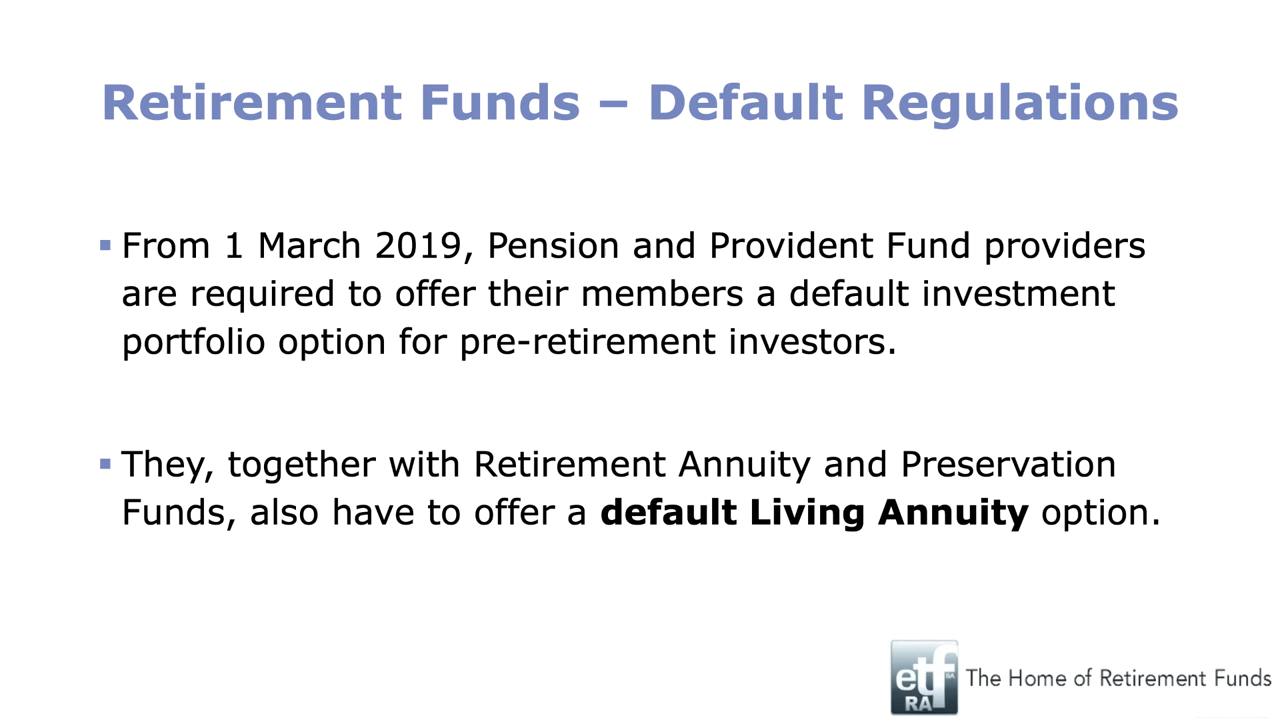 Retirement Funds – Default Regulations
▪ From 1 March 2019, Pension and Provident Fund providers
are required to offer their members a default investment
portfolio option for pre-retirement investors.
▪ They, together with Retirement Annuity and Preservation
Funds, also have to offer a default Living Annuity option.
etf
SA
RA
The Home of Retirement Funds